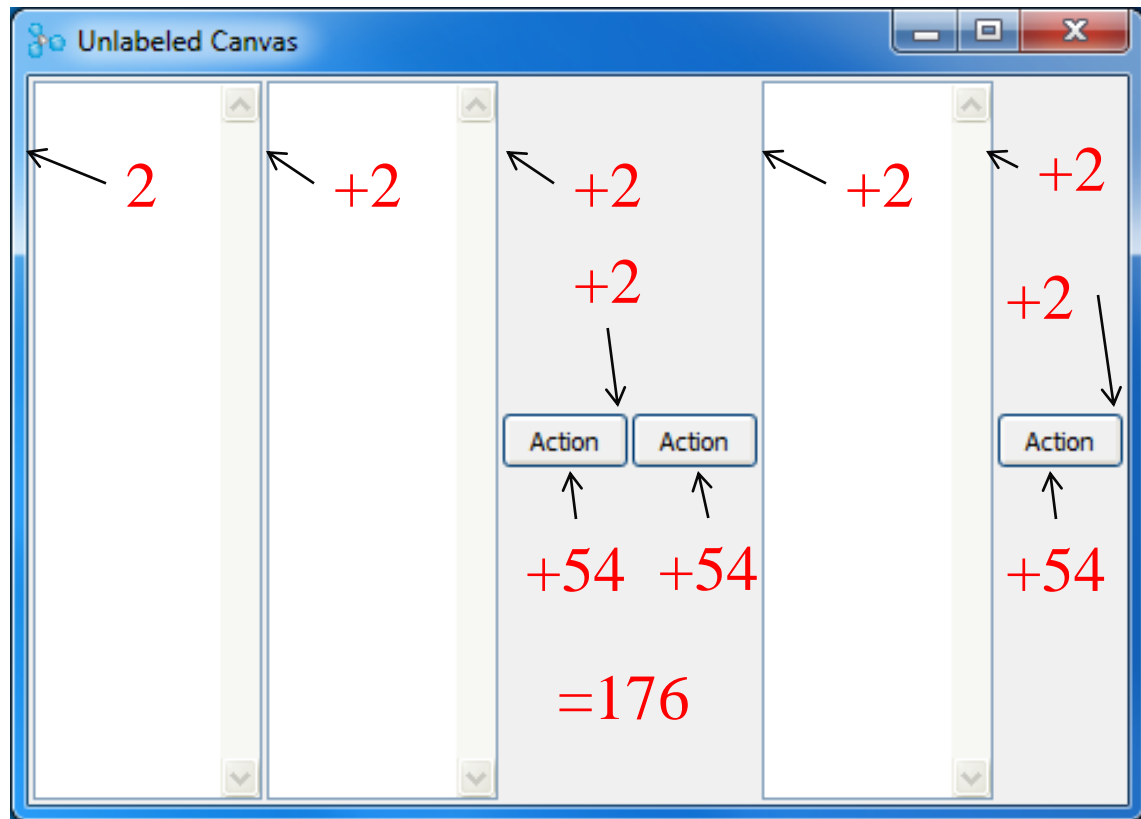 Unlabeled Canvas
2 +2 +2 +2 +2
+2 +2
Action Action Action
+54 +54 +54
=176